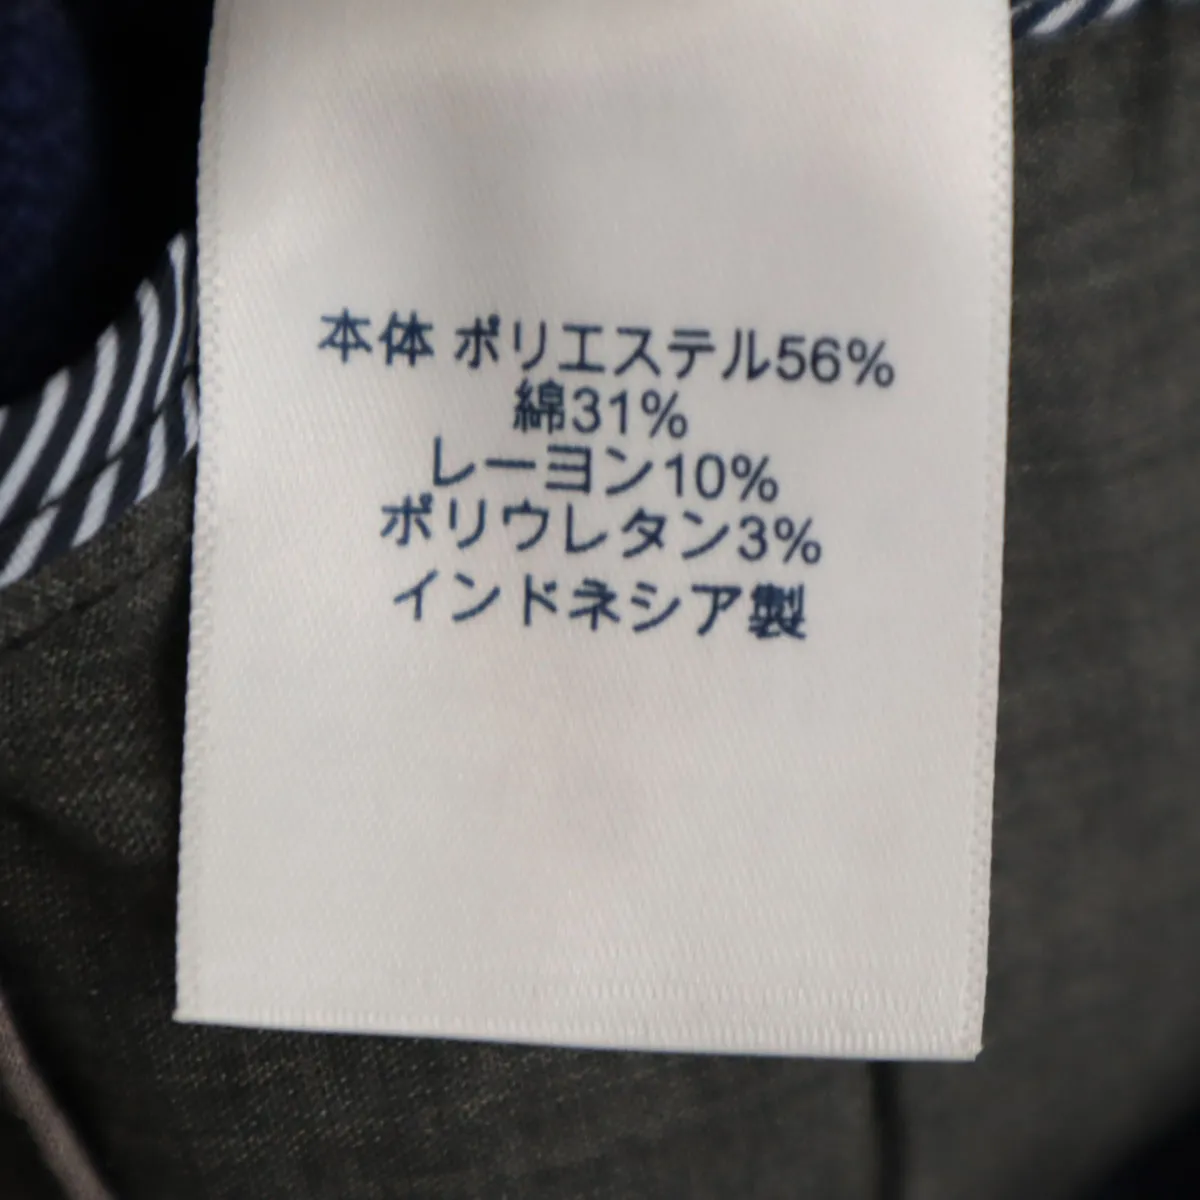 本体 ポリエステル56%
綿31%
レーヨン10%
ポリウレタン3%
インドネシア製